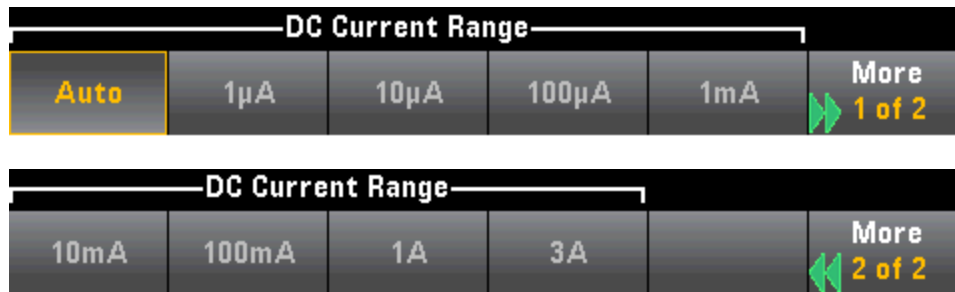 DC Current Range
Auto 1µA 10µA 100µA 1mA More
1 of 2
DC Current Range
10mA 100mA 1A 3A More
2 of 2